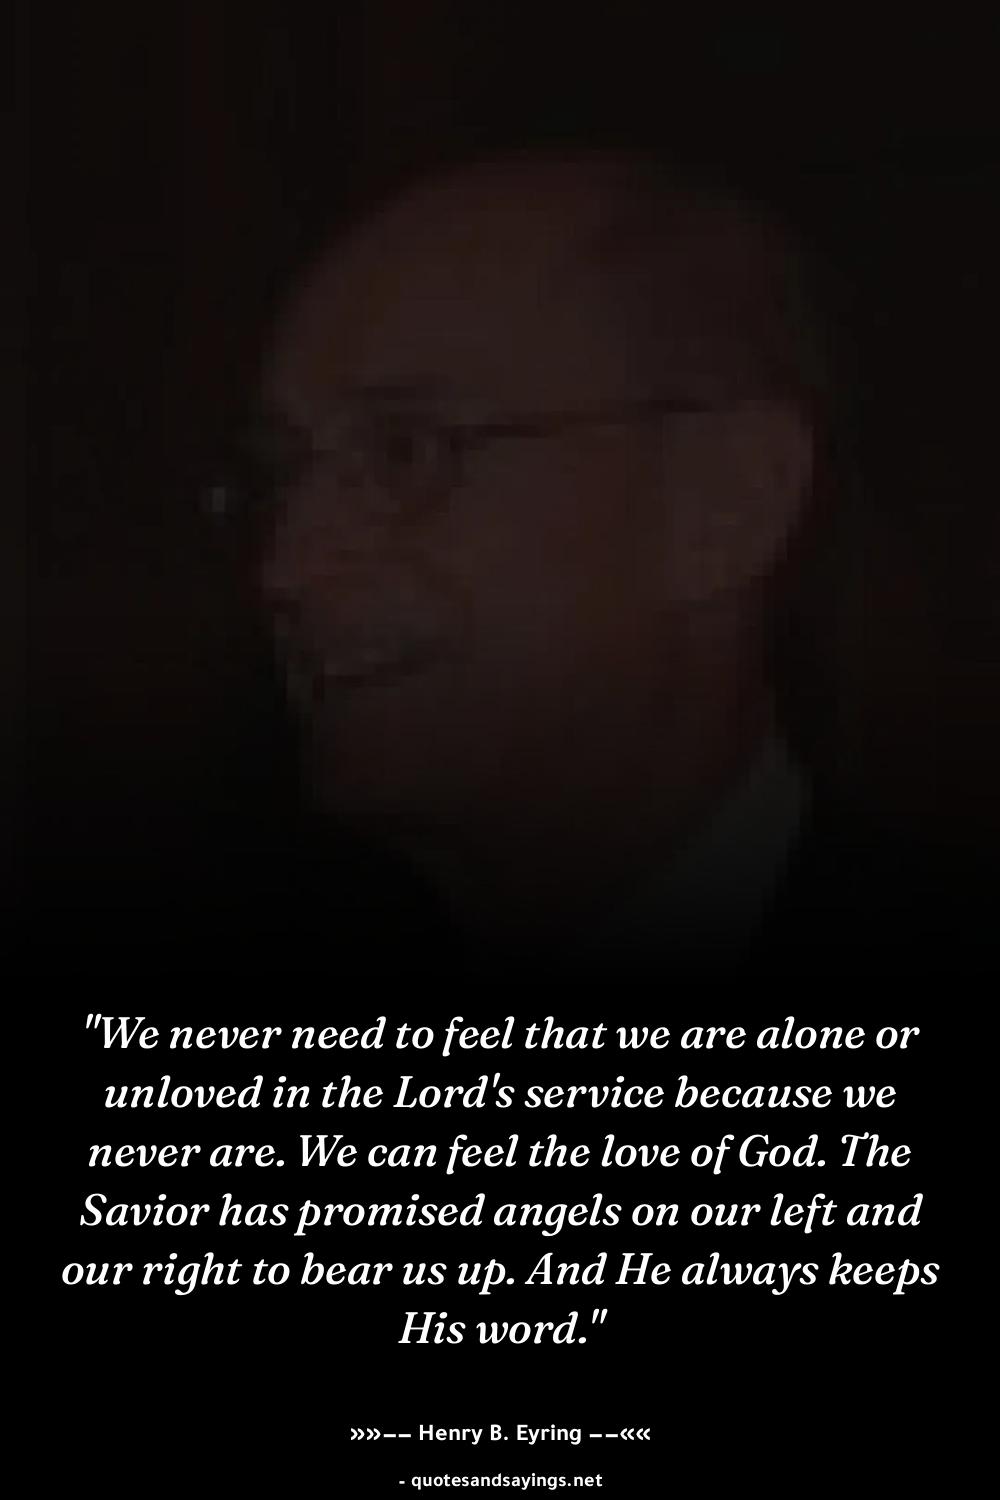 "We never need to feel that we are alone or
unloved in the Lord's service because we
never are. We can feel the love of God. The
Savior has promised angels on our left and
our right to bear us up. And He always keeps
His word."
»»−− Henry B. Eyring −−««
- quotesandsayings.net